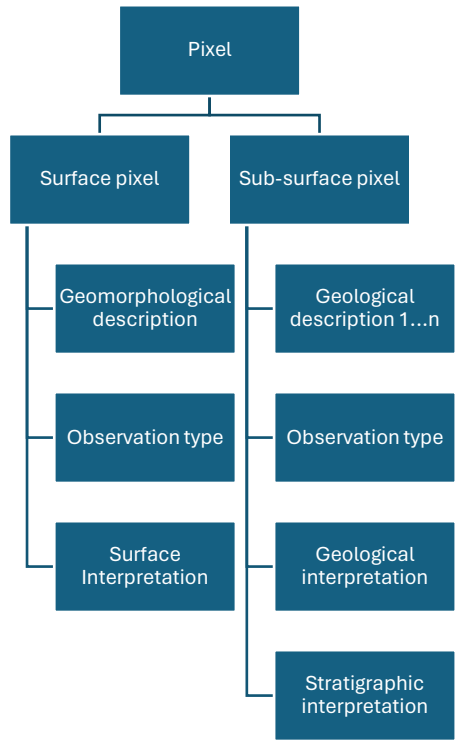 Pixel
Surface pixel
Sub-surface pixel
Geomorphological
description
Geological
description 1...n
Observation type
Observation type
Surface
Interpretation
Geological
interpretation
Stratigraphic
interpretation